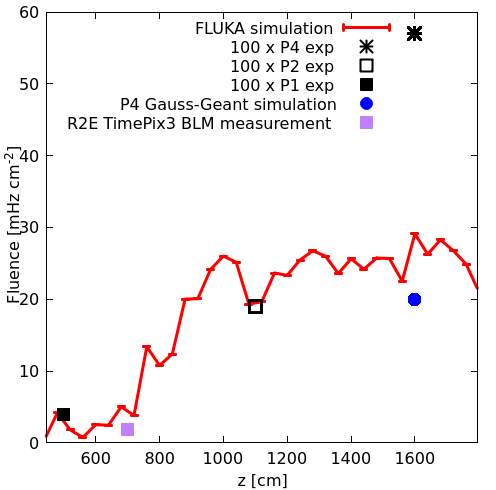 60
50
40
30
20
10
0
Fluence [mHz cm-2]
FLUKA simulation
100 x P4 exp
100 x P2 exp
100 x P1 exp
P4 Gauss-Geant simulation
R2E TimePix3 BLM measurement
600 800 1000 1200 1400 1600
z [cm]